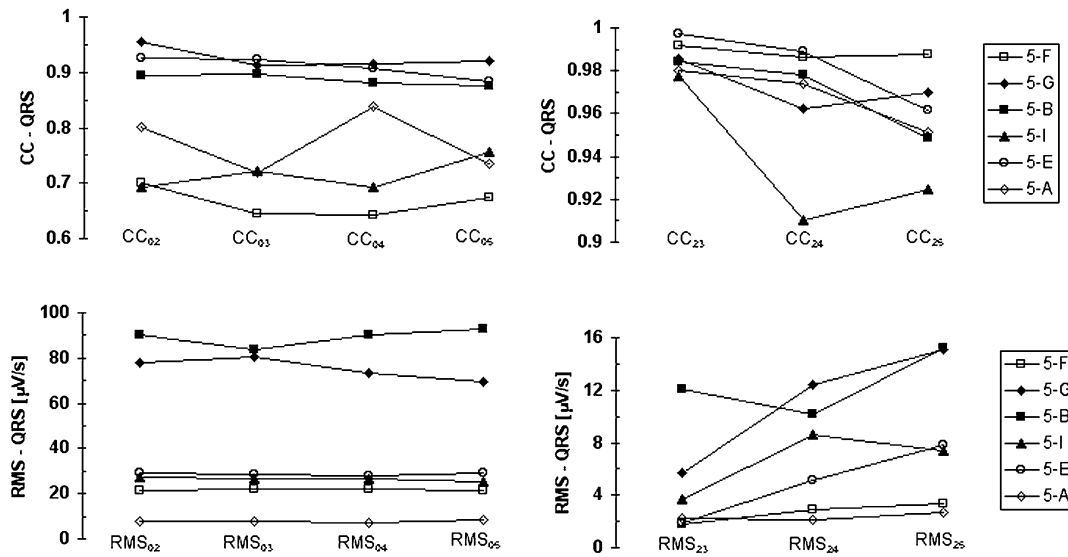 CC - QRS
1
0.9
0.8
0.7
0.6
CC₀₂ CC₀₃ CC₀₄ CC₀₅
CC - QRS
1
0.98
0.96
0.94
0.92
0.9
CC₂₃ CC₂₄ CC₂₅
5-F
5-G
5-B
5-I
5-E
5-A
RMS - QRS [µV/s]
100
80
60
40
20
0
RMS₀₂ RMS₀₃ RMS₀₄ RMS₀₅
RMS - QRS [µV/s]
16
12
8
4
0
RMS₂₃ RMS₂₄ RMS₂₅
5-F
5-G
5-B
5-I
5-E
5-A